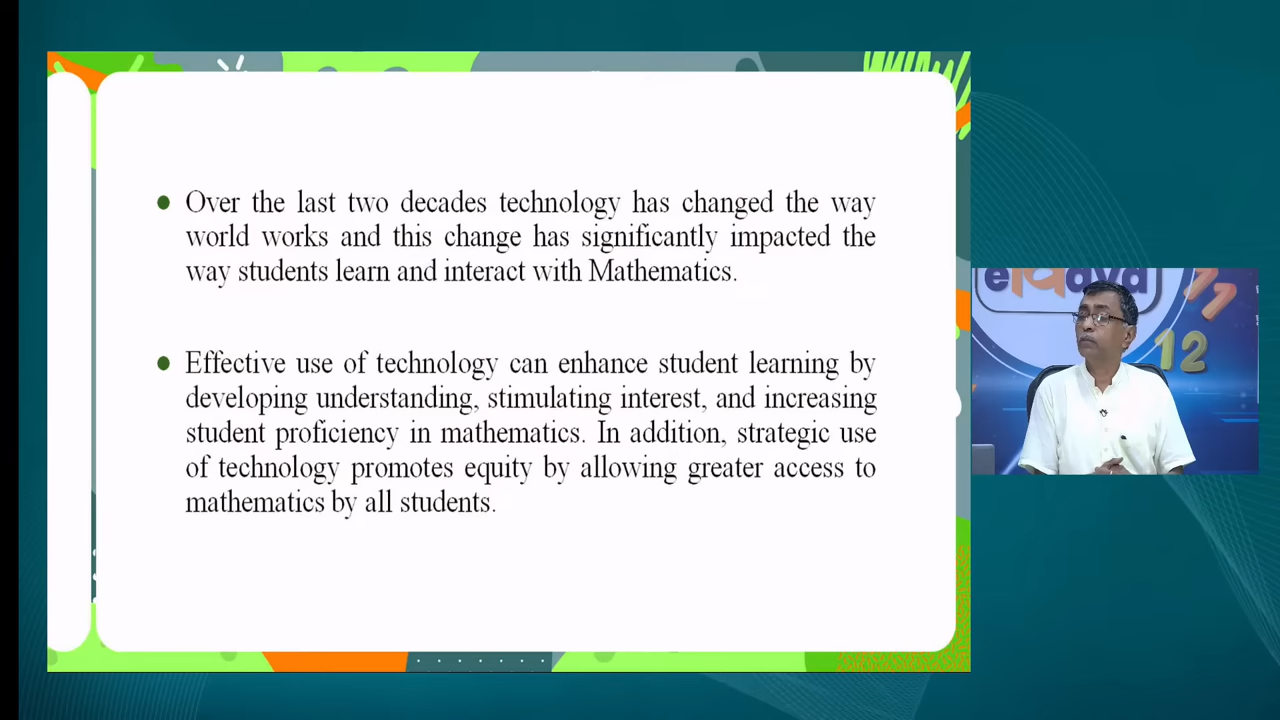 Over the last two decades technology has changed the way
world works and this change has significantly impacted the
way students learn and interact with Mathematics.
Effective use of technology can enhance student learning by
developing understanding, stimulating interest, and increasing
student proficiency in mathematics. In addition, strategic use
of technology promotes equity by allowing greater access to
mathematics by all students.
eविdya
12